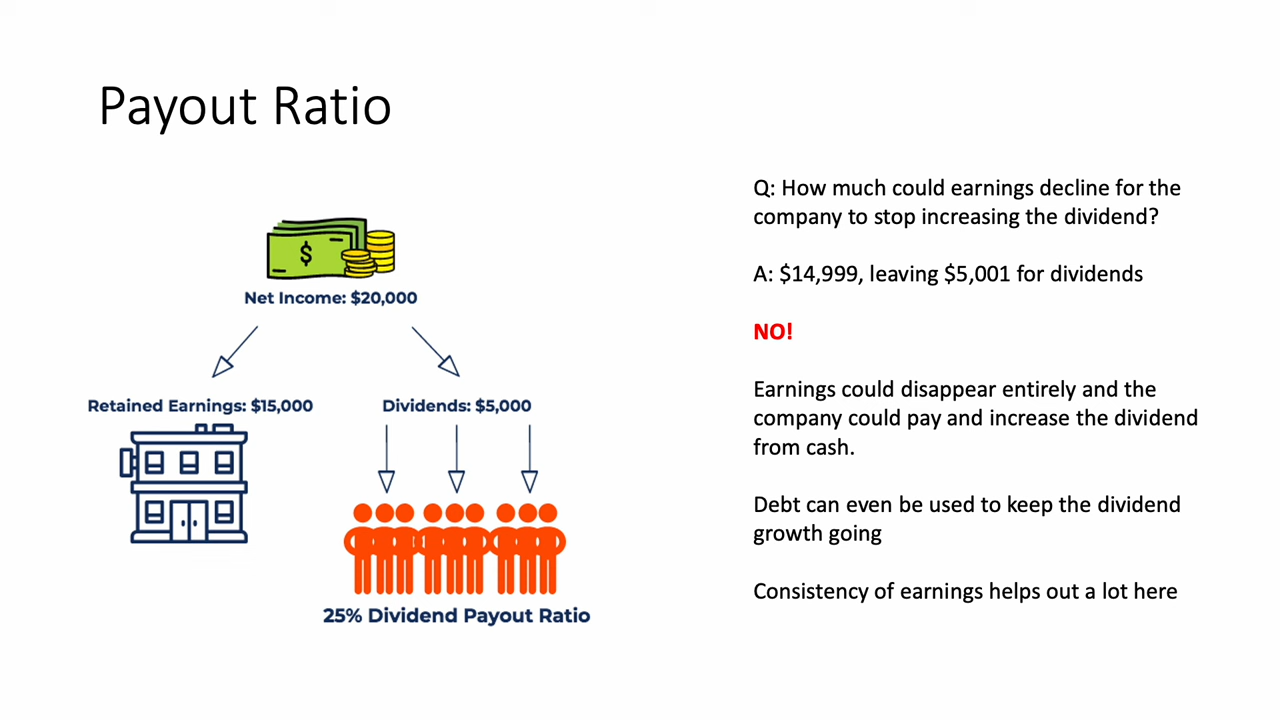 Payout Ratio
$
Net Income: $20,000
Retained Earnings: $15,000
Dividends: $5,000
25% Dividend Payout Ratio
Q: How much could earnings decline for the
company to stop increasing the dividend?
A: $14,999, leaving $5,001 for dividends
NO!
Earnings could disappear entirely and the
company could pay and increase the dividend
from cash.
Debt can even be used to keep the dividend
growth going
Consistency of earnings helps out a lot here